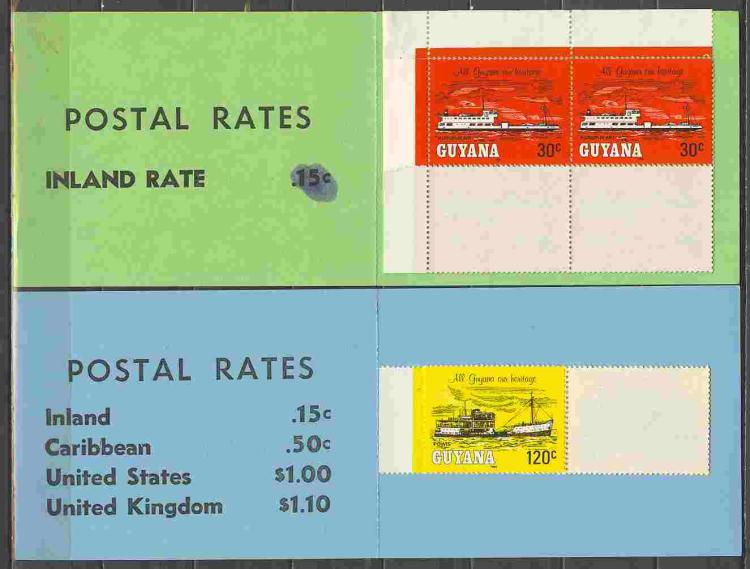 POSTAL RATES
INLAND RATE .15c
All Guyana our heritage
GUYANA 30c
All Guyana our heritage
GUYANA 30c
POSTAL RATES
Inland .15c
Caribbean .50c
United States $1.00
United Kingdom $1.10
All Guyana our heritage
POWIS
GUYANA 120c